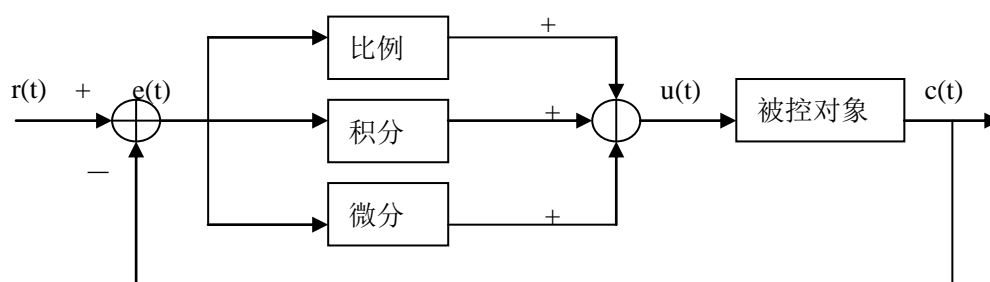 比例
+
r(t)
+
e(t)
积分
+
u(t)
被控对象
c(t)
—
微分
+